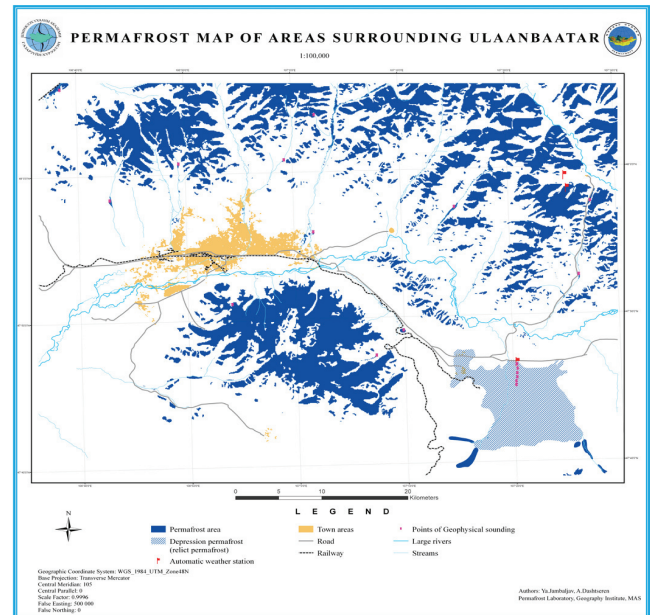 PERMAFROST MAP OF AREAS SURROUNDING ULAANBAATAR
1:100,000
0 5 10 20
Kilometers
L E G E N D
N
Permafrost area
Depression permafrost
(relict permafrost)
Automatic weather station
Town areas
Road
Railway
Points of Geophysical sounding
Large rivers
Streams
Geographic Coordinate System: WGS_1984_UTM_Zone48N
Base Projection: Transverse Mercator
Central Meridian: 105
Central Parallel: 0
Scale Factor: 0.9996
False Easting: 500 000
False Northing: 0
Authors: Ya.Jambaljav, A.Dashtseren
Permafrost Laboratory, Geography Institute, MAS